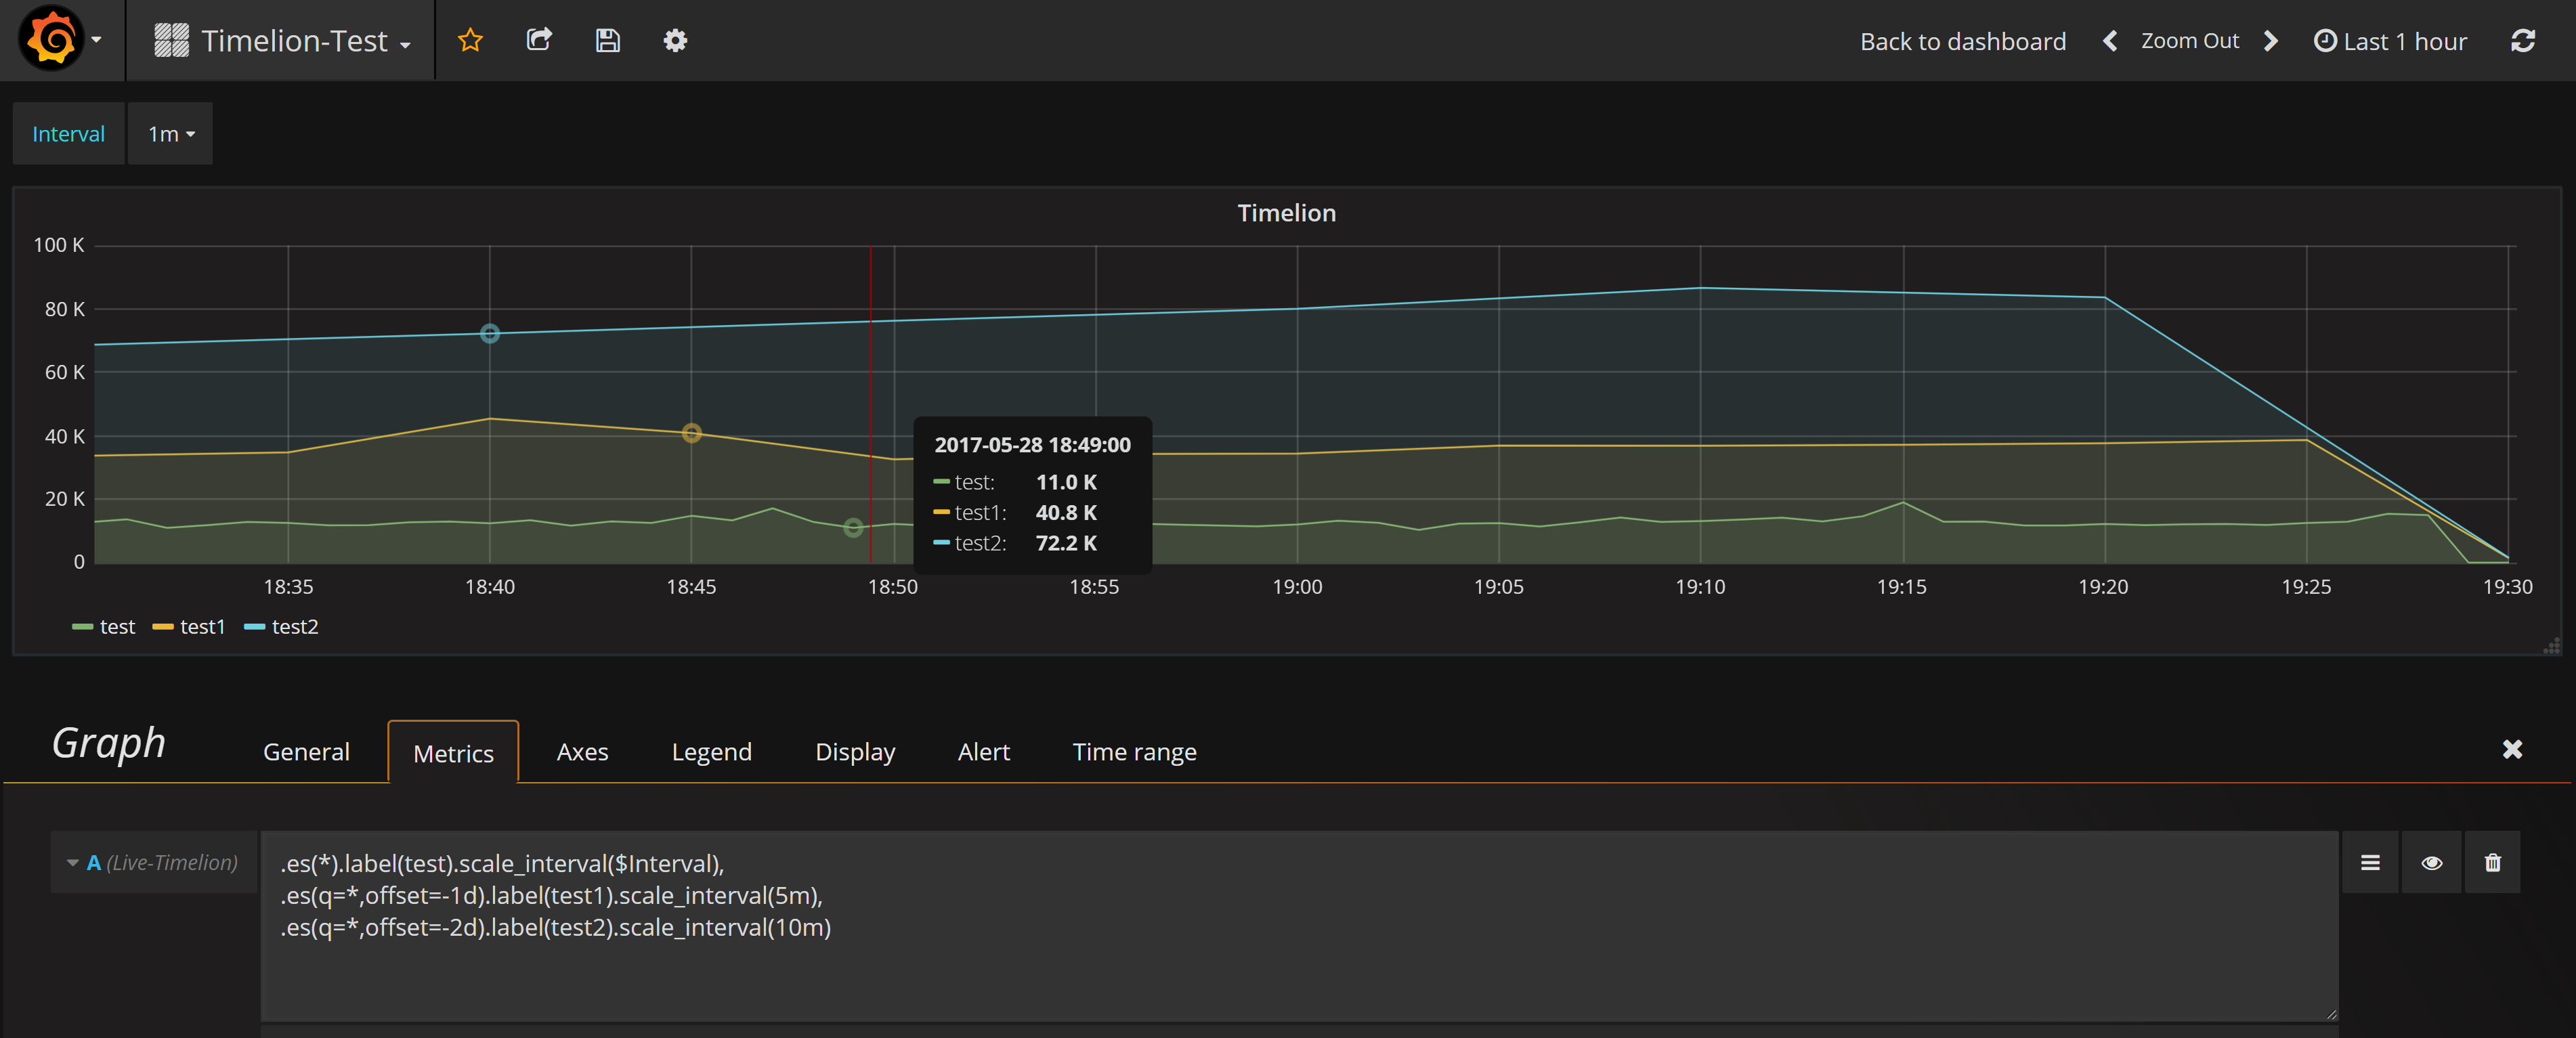 Timelion-Test
Back to dashboard
Zoom Out
Last 1 hour
Interval
1m
Timelion
100 K
80 K
60 K
40 K
20 K
0
2017-05-28 18:49:00
test: 11.0 K
test1: 40.8 K
test2: 72.2 K
18:35 18:40 18:45 18:50 18:55 19:00 19:05 19:10 19:15 19:20 19:25 19:30
test test1 test2
Graph
General Metrics Axes Legend Display Alert Time range
A (Live-Timelion)
.es(*).label(test).scale_interval($Interval),
.es(q=*,offset=-1d).label(test1).scale_interval(5m),
.es(q=*,offset=-2d).label(test2).scale_interval(10m)